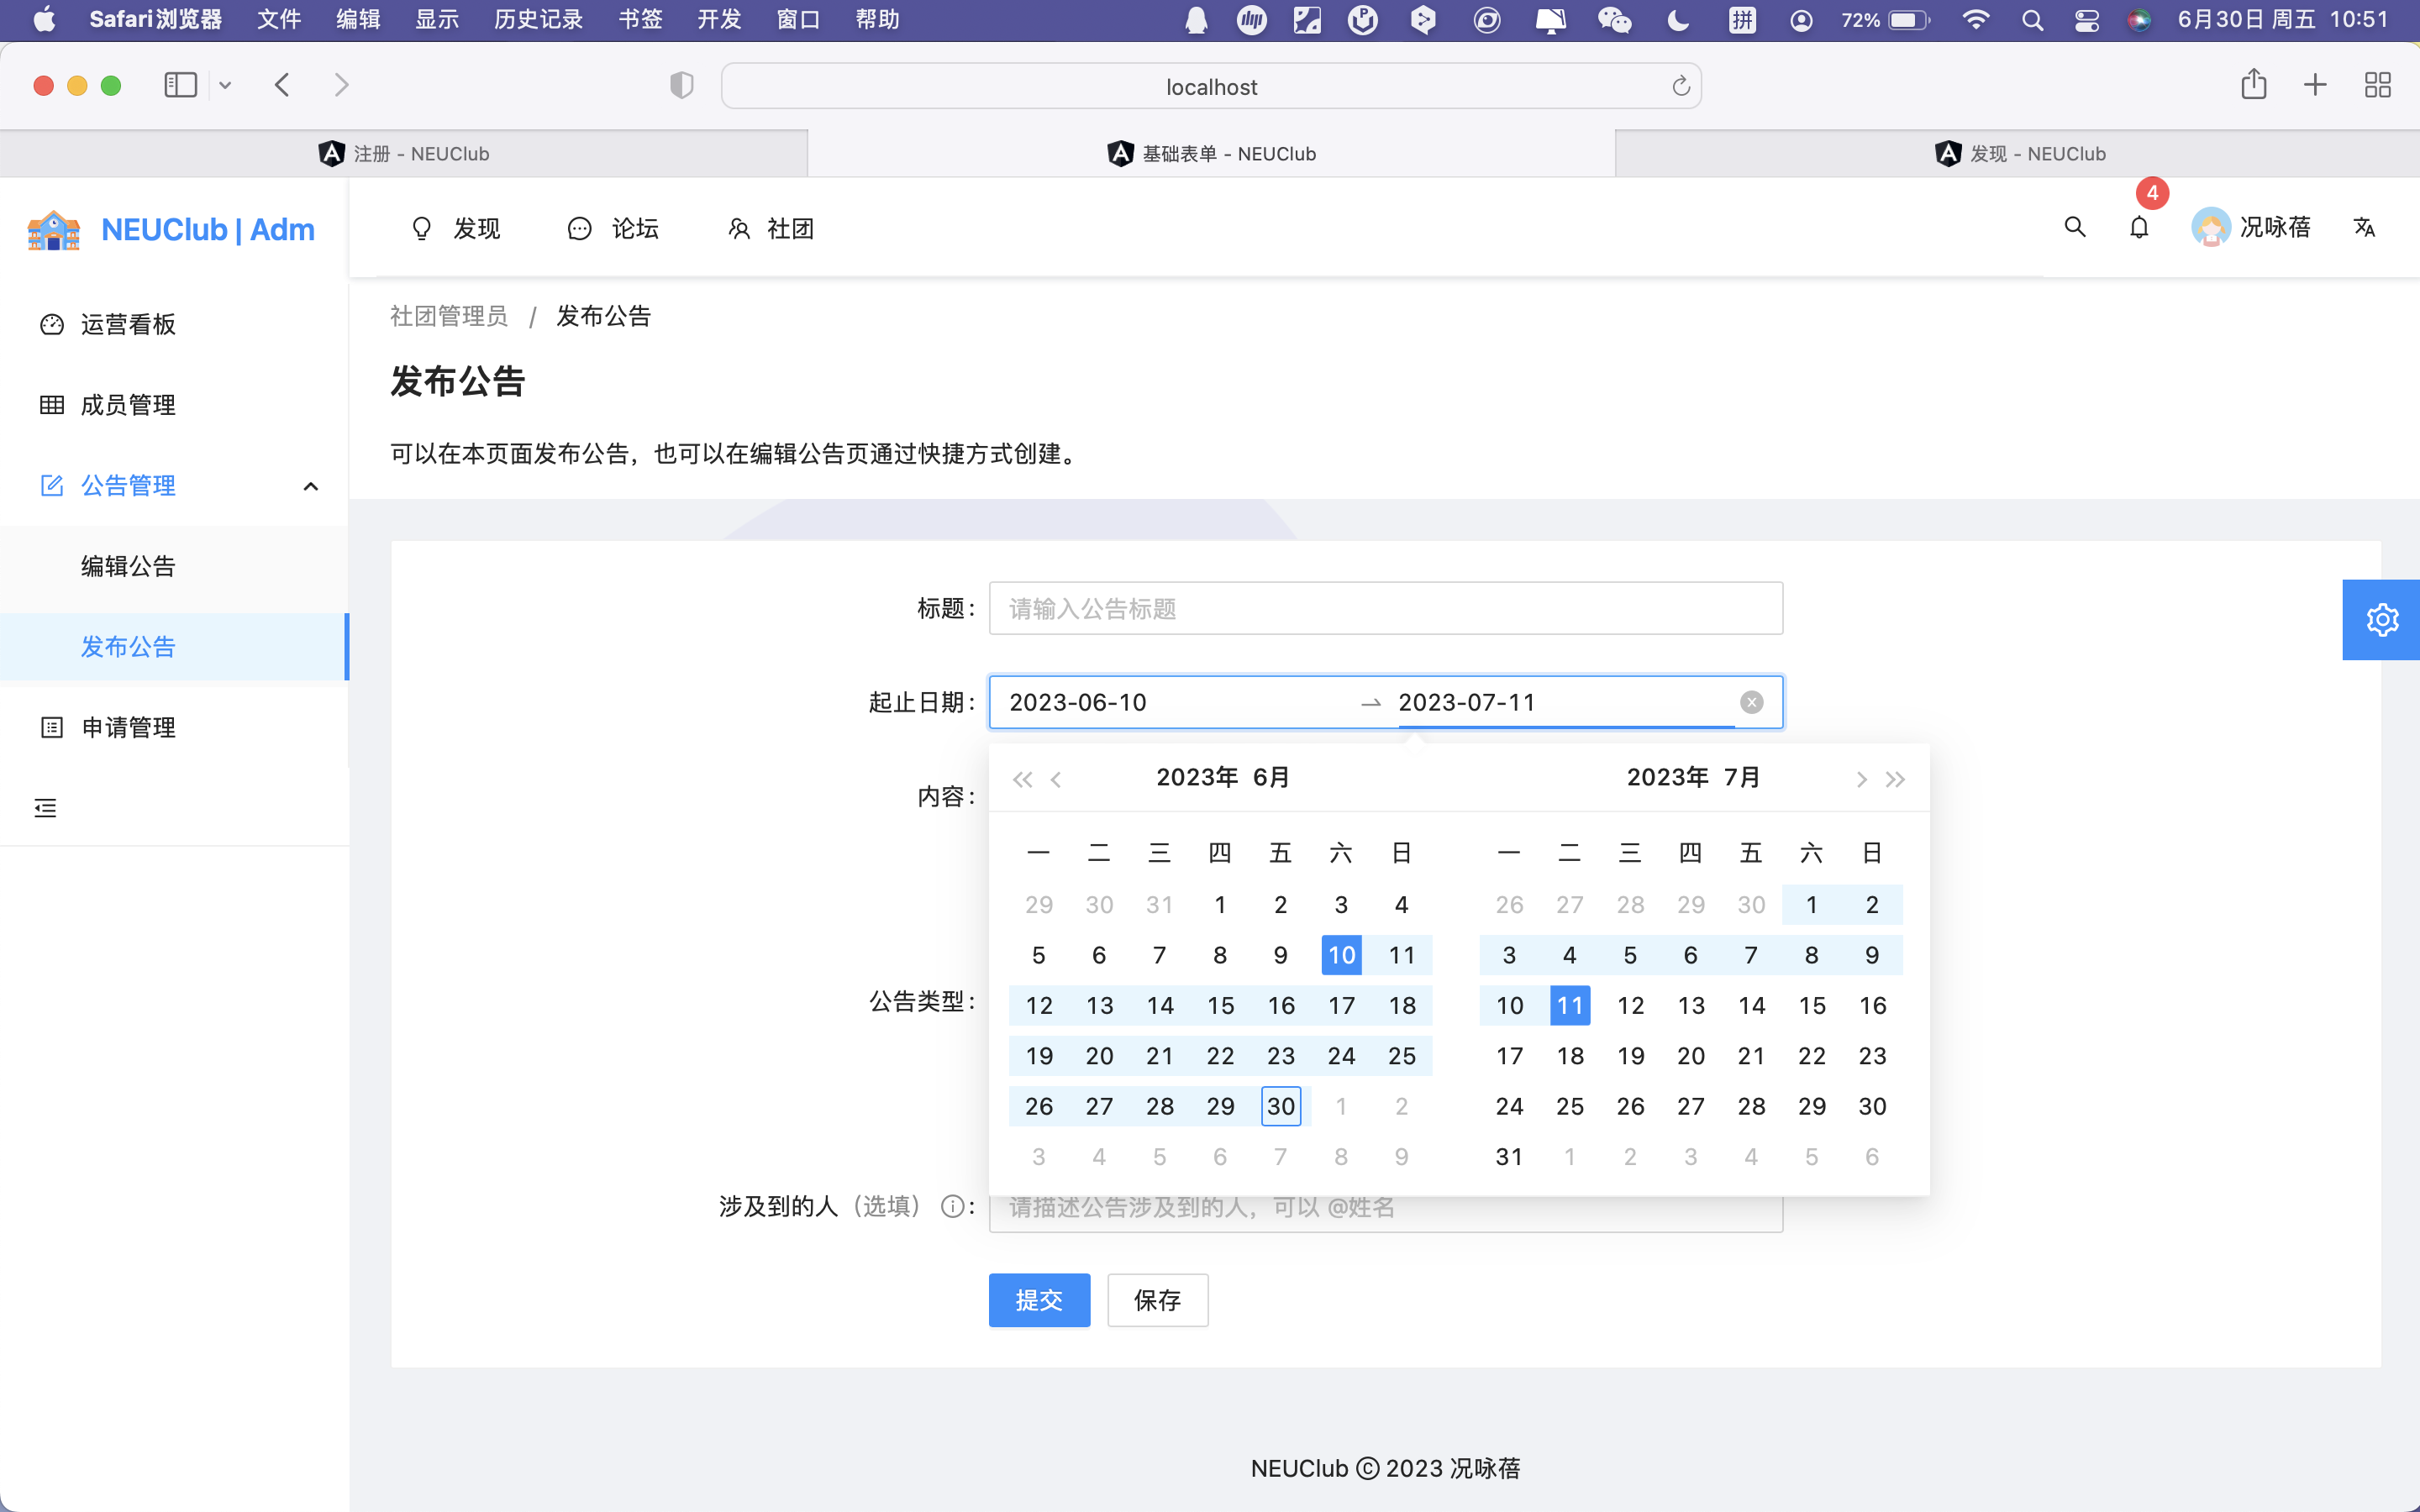 Safari浏览器 文件 编辑 显示 历史记录 书签 开发 窗口 帮助 拼 72% 6月30日 周五 10:51
localhost
注册 - NEUClub 基础表单 - NEUClub 发现 - NEUClub
NEUClub | Adm 发现 论坛 社团 4 况咏蓓
运营看板
成员管理
公告管理
编辑公告
发布公告
申请管理
社团管理员 / 发布公告
发布公告
可以在本页面发布公告，也可以在编辑公告页通过快捷方式创建。
标题： 请输入公告标题
起止日期： 2023-06-10 2023-07-11
内容：
2023年 6月 2023年 7月
一 二 三 四 五 六 日 一 二 三 四 五 六 日
29 30 31 1 2 3 4 26 27 28 29 30 1 2
5 6 7 8 9 10 11 3 4 5 6 7 8 9
公告类型：
12 13 14 15 16 17 18 10 11 12 13 14 15 16
19 20 21 22 23 24 25 17 18 19 20 21 22 23
26 27 28 29 30 1 2 24 25 26 27 28 29 30
3 4 5 6 7 8 9 31 1 2 3 4 5 6
涉及到的人（选填）： 请描述公告涉及到的人，可以 @姓名
提交 保存
NEUClub © 2023 况咏蓓